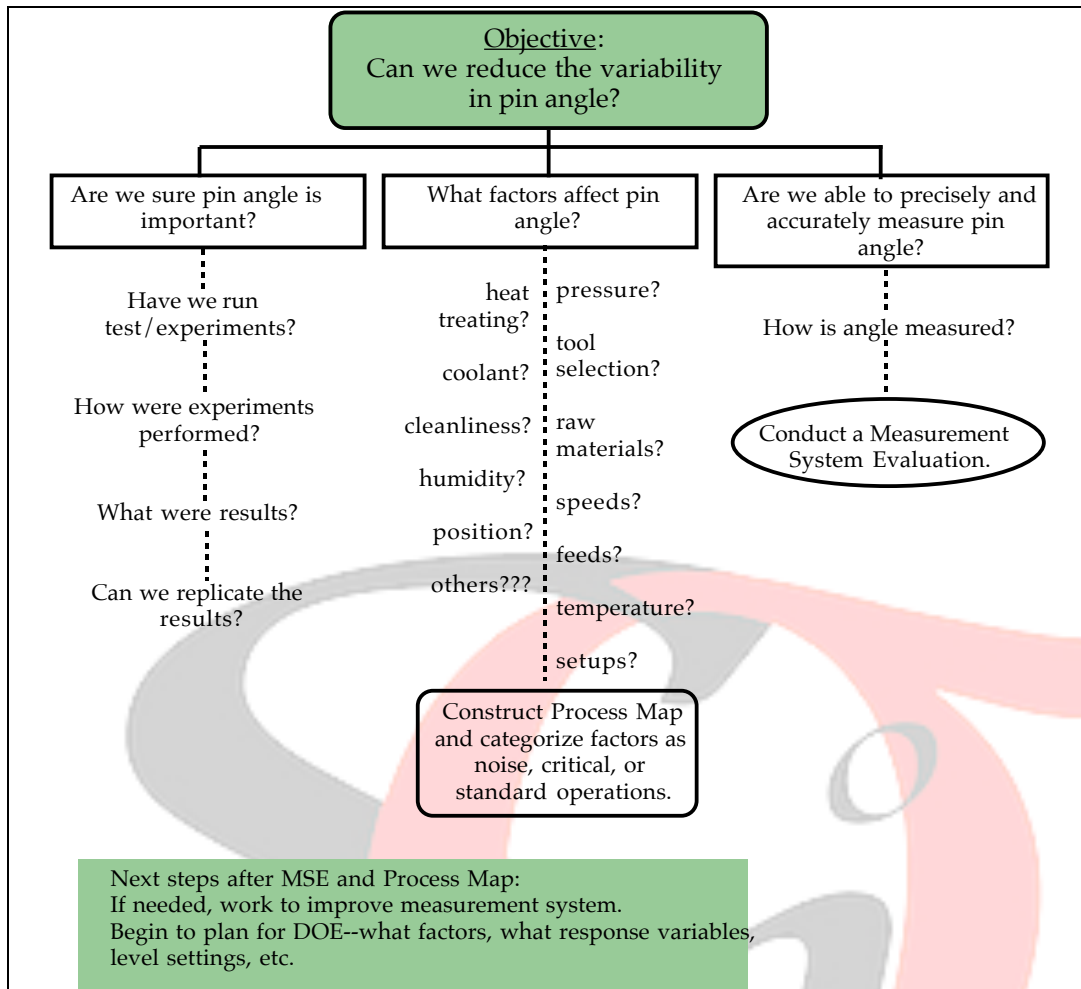 Objective:
Can we reduce the variability
in pin angle?
Are we sure pin angle is
important?
Have we run
test/experiments?
How were experiments
performed?
What were results?
Can we replicate the
results?
What factors affect pin
angle?
heat
treating?
coolant?
cleanliness?
humidity?
position?
others???
pressure?
tool
selection?
raw
materials?
speeds?
feeds?
temperature?
setups?
Construct Process Map
and categorize factors as
noise, critical, or
standard operations.
Are we able to precisely and
accurately measure pin
angle?
How is angle measured?
Conduct a Measurement
System Evaluation.
Next steps after MSE and Process Map:
If needed, work to improve measurement system.
Begin to plan for DOE--what factors, what response variables,
level settings, etc.